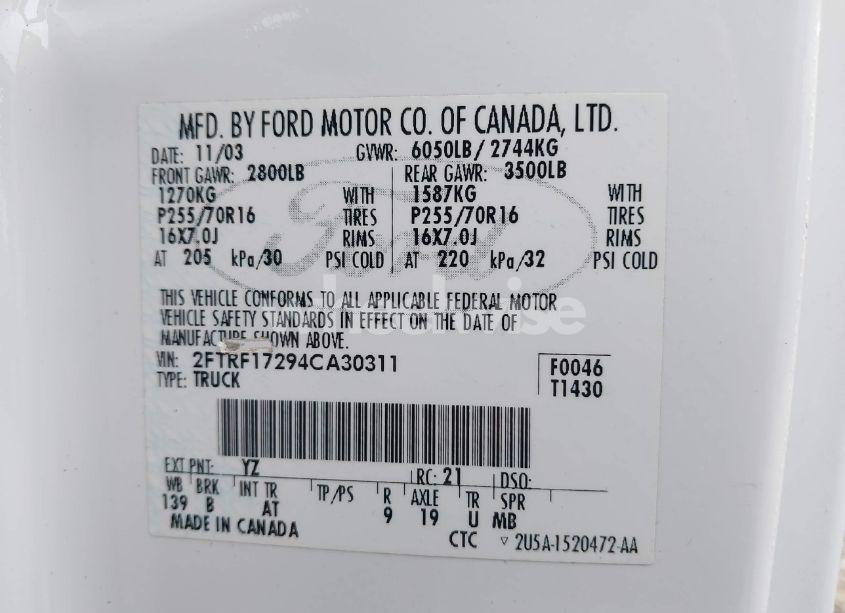 MFD. BY FORD MOTOR CO. OF CANADA, LTD.
DATE: 11/03 GVWR: 6050LB/ 2744KG
FRONT GAWR: 2800LB REAR GAWR: 3500LB
1270KG WITH 1587KG WITH
P255/70R16 TIRES P255/70R16 TIRES
16X7.0J RIMS 16X7.0J RIMS
AT 205 kPa/30 PSI COLD AT 220 kPa/32 PSI COLD
THIS VEHICLE CONFORMS TO ALL APPLICABLE FEDERAL MOTOR
VEHICLE SAFETY STANDARDS IN EFFECT ON THE DATE OF
MANUFACTURE SHOWN ABOVE.
VIN: 2FTRF17294CA30311 F0046
TYPE: TRUCK T1430
EXT PNT: YZ RC: 21 DSO:
WB BRK INT TR TP/PS R AXLE TR SPR
139 B AT 9 19 U MB
MADE IN CANADA
CTC ▽ 2U5A-1520472-AA
Ford